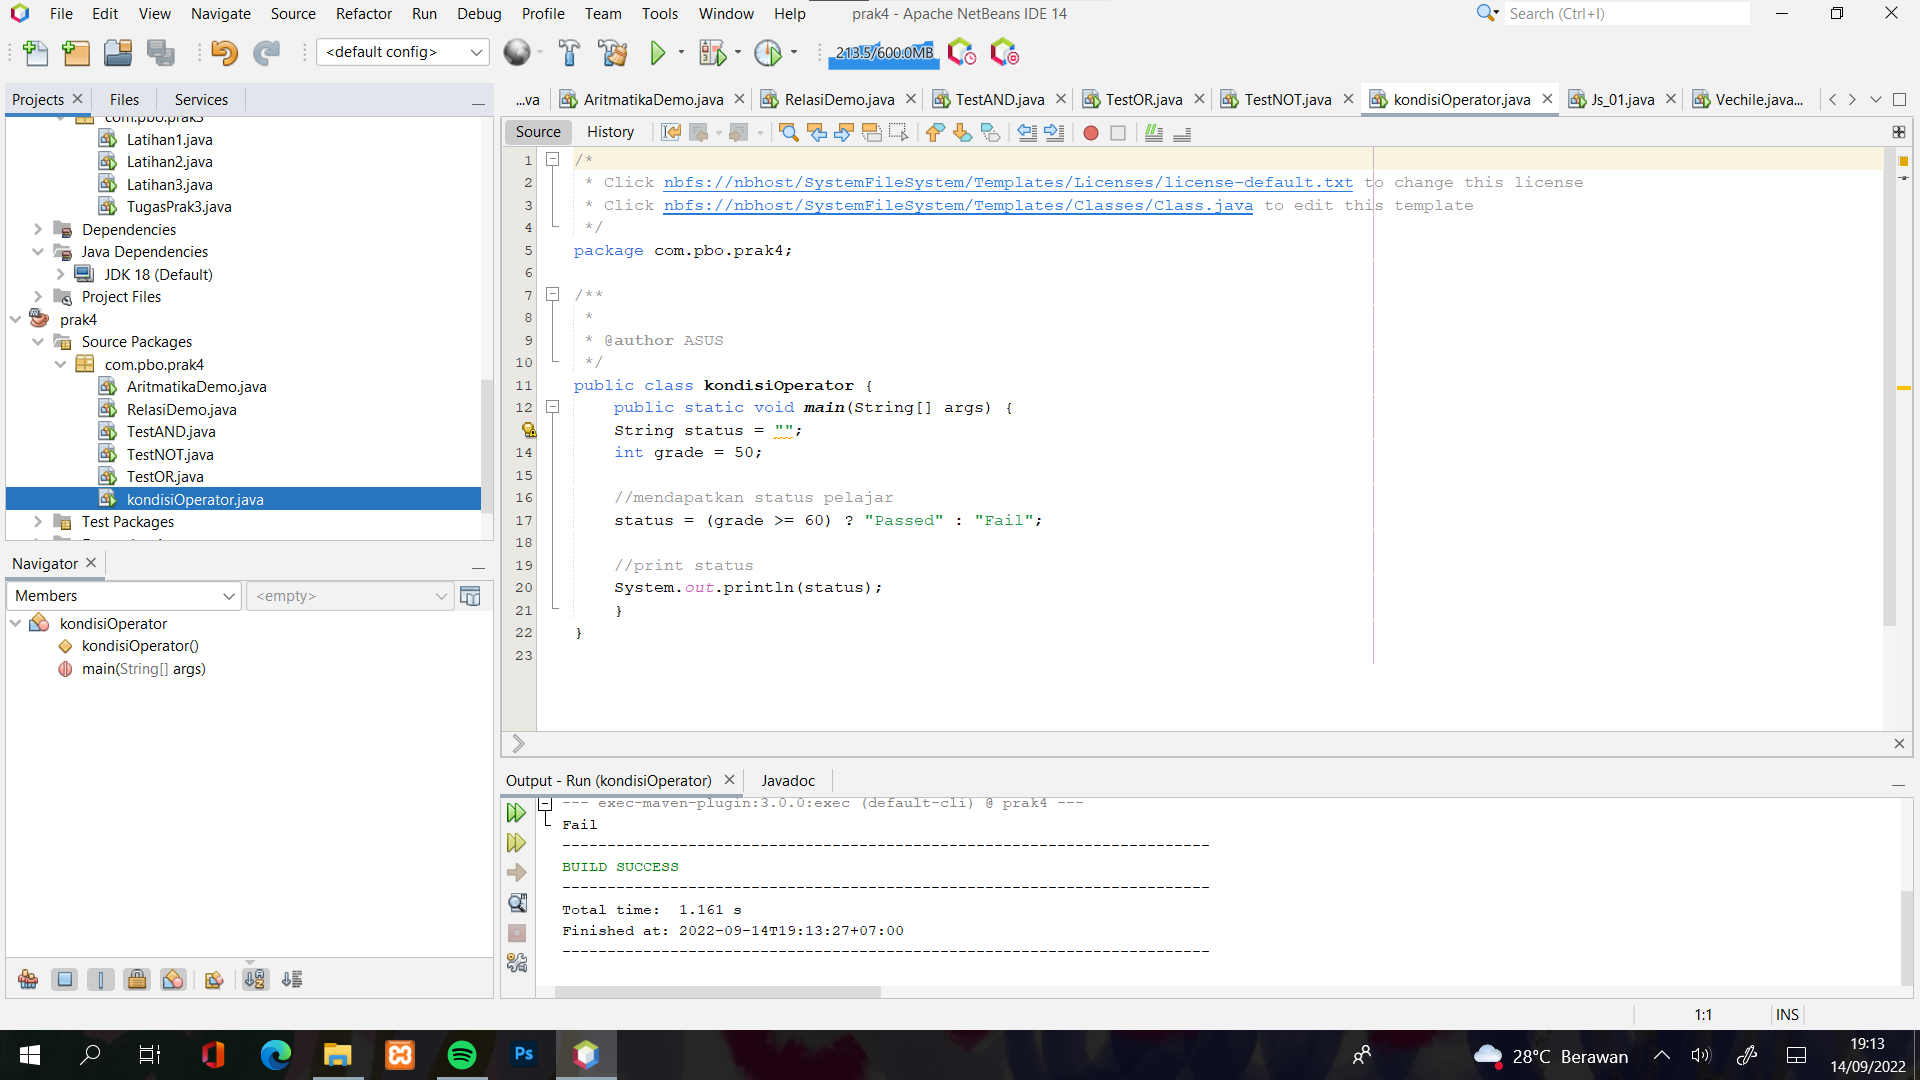 File Edit View Navigate Source Refactor Run Debug Profile Team Tools Window Help
prak4 - Apache NetBeans IDE 14
Search (Ctrl+I)
<default config>
213.5/600.0MB
Projects Files Services
com.pbo.prak3
Latihan1.java
Latihan2.java
Latihan3.java
TugasPrak3.java
Dependencies
Java Dependencies
JDK 18 (Default)
Project Files
prak4
Source Packages
com.pbo.prak4
AritmatikaDemo.java
RelasiDemo.java
TestAND.java
TestNOT.java
TestOR.java
kondisiOperator.java
Test Packages
Navigator
Members <empty>
kondisiOperator
kondisiOperator()
main(String[] args)
...va AritmatikaDemo.java RelasiDemo.java TestAND.java TestOR.java TestNOT.java kondisiOperator.java Js_01.java Vechile.java...
Source History
1 /*
2 * Click nbfs://nbhost/SystemFileSystem/Templates/Licenses/license-default.txt to change this license
3 * Click nbfs://nbhost/SystemFileSystem/Templates/Classes/Class.java to edit this template
4 */
5 package com.pbo.prak4;
6
7 /**
8 *
9 * @author ASUS
10 */
11 public class kondisiOperator {
12 public static void main(String[] args) {
String status = "";
14 int grade = 50;
15
16 //mendapatkan status pelajar
17 status = (grade >= 60) ? "Passed" : "Fail";
18
19 //print status
20 System.out.println(status);
21 }
22 }
23
Output - Run (kondisiOperator) Javadoc
--- exec-maven-plugin:3.0.0:exec (default-cli) @ prak4 ---
Fail
------------------------------------------------------------------------
BUILD SUCCESS
------------------------------------------------------------------------
Total time: 1.161 s
Finished at: 2022-09-14T19:13:27+07:00
------------------------------------------------------------------------
1:1 INS
Ps
28°C Berawan
19:13
14/09/2022